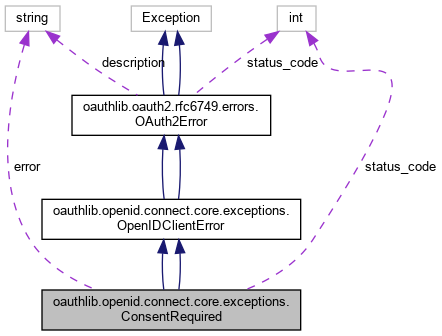 string
Exception
int
description
status_code
oauthlib.oauth2.rfc6749.errors.
OAuth2Error
error
status_code
oauthlib.openid.connect.core.exceptions.
OpenIDClientError
oauthlib.openid.connect.core.exceptions.
ConsentRequired